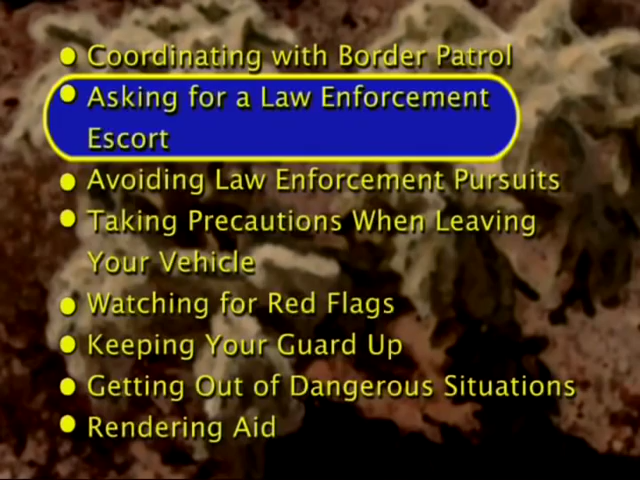 Coordinating with Border Patrol
Asking for a Law Enforcement
Escort
Avoiding Law Enforcement Pursuits
Taking Precautions When Leaving
Your Vehicle
Watching for Red Flags
Keeping Your Guard Up
Getting Out of Dangerous Situations
Rendering Aid